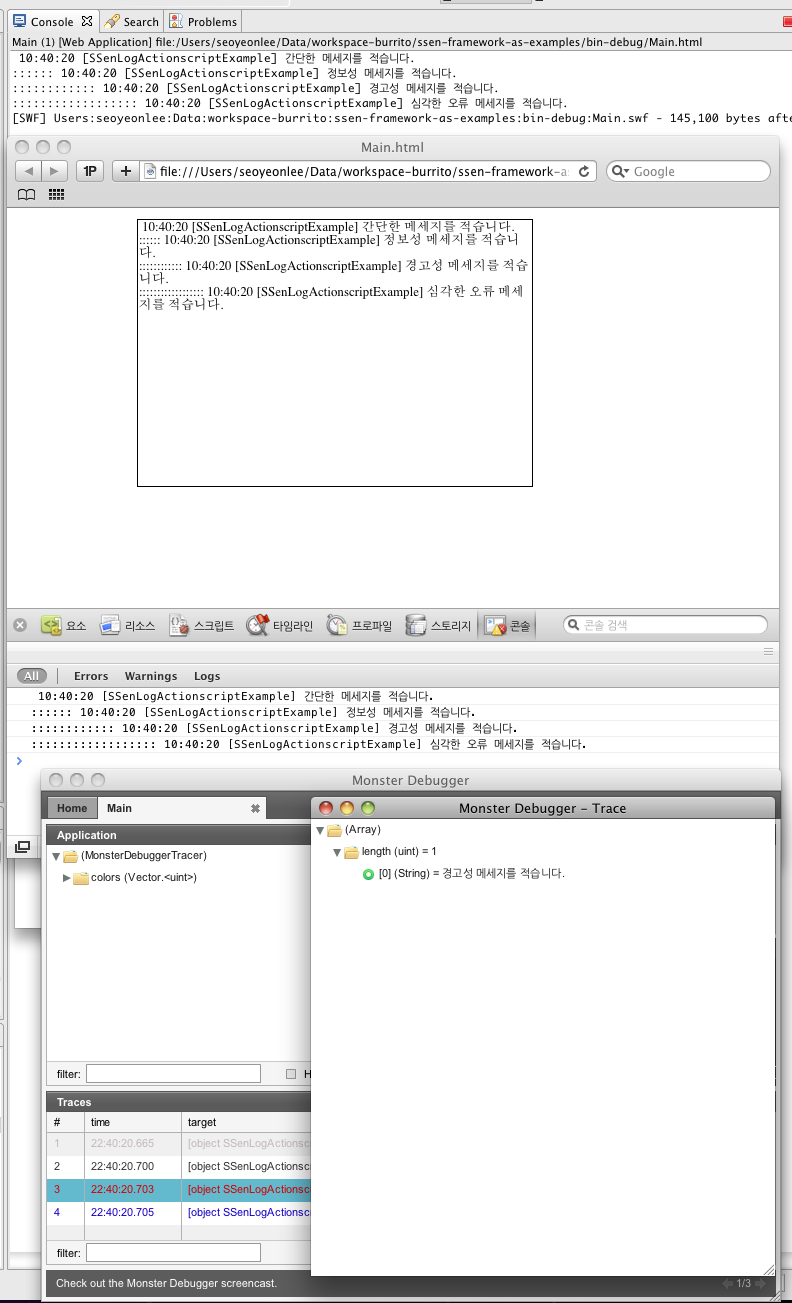 Console Search Problems
Main (1) [Web Application] file:/Users/seoyeonlee/Data/workspace-burrito/ssen-framework-as-examples/bin-debug/Main.html
10:40:20 [SSenLogActionscriptExample] 간단한 메세지를 적습니다.
:::::: 10:40:20 [SSenLogActionscriptExample] 정보성 메세지를 적습니다.
:::::::::::: 10:40:20 [SSenLogActionscriptExample] 경고성 메세지를 적습니다.
:::::::::::::::::: 10:40:20 [SSenLogActionscriptExample] 심각한 오류 메세지를 적습니다.
[SWF] Users:seoyeonlee:Data:workspace-burrito:ssen-framework-as-examples:bin-debug:Main.swf - 145,100 bytes afte
Main.html
1P + file:///Users/seoyeonlee/Data/workspace-burrito/ssen-framework-a Google
10:40:20 [SSenLogActionscriptExample] 간단한 메세지를 적습니다.
:::::: 10:40:20 [SSenLogActionscriptExample] 정보성 메세지를 적습니
다.
:::::::::::: 10:40:20 [SSenLogActionscriptExample] 경고성 메세지를 적습
니다.
:::::::::::::::::: 10:40:20 [SSenLogActionscriptExample] 심각한 오류 메세
지를 적습니다.
요소 리소스 스크립트 타임라인 프로파일 스토리지 콘솔 콘솔 검색
All Errors Warnings Logs
10:40:20 [SSenLogActionscriptExample] 간단한 메세지를 적습니다.
:::::: 10:40:20 [SSenLogActionscriptExample] 정보성 메세지를 적습니다.
:::::::::::: 10:40:20 [SSenLogActionscriptExample] 경고성 메세지를 적습니다.
:::::::::::::::::: 10:40:20 [SSenLogActionscriptExample] 심각한 오류 메세지를 적습니다.
Monster Debugger
Home Main
Application
(MonsterDebuggerTracer)
colors (Vector.<uint>)
filter: H
Traces
# time target
1 22:40:20.665 [object SSenLogActionsc
2 22:40:20.700 [object SSenLogActionsc
3 22:40:20.703 [object SSenLogActionsc
4 22:40:20.705 [object SSenLogActionsc
filter:
Check out the Monster Debugger screencast.
1/3
Monster Debugger - Trace
(Array)
length (uint) = 1
[0] (String) = 경고성 메세지를 적습니다.